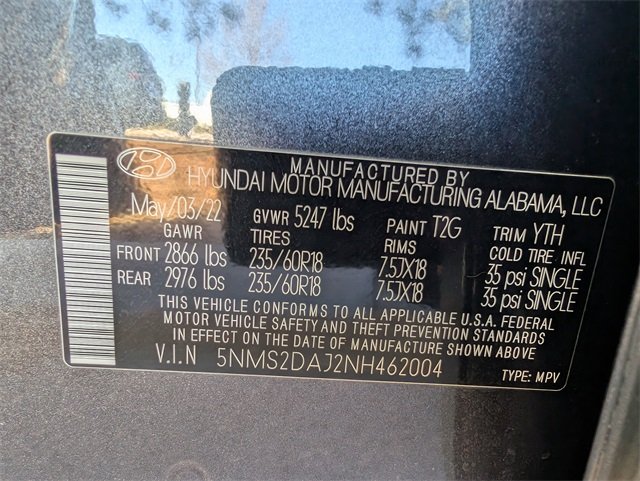 MANUFACTURED BY
HYUNDAI MOTOR MANUFACTURING ALABAMA, LLC
May/03/22 GVWR 5247 lbs PAINT T2G TRIM YTH
GAWR TIRES RIMS COLD TIRE INFL
FRONT 2866 lbs 235/60R18 7.5JX18 35 psi SINGLE
REAR 2976 lbs 235/60R18 7.5JX18 35 psi SINGLE
THIS VEHICLE CONFORMS TO ALL APPLICABLE U.S.A. FEDERAL
MOTOR VEHICLE SAFETY AND THEFT PREVENTION STANDARDS
IN EFFECT ON THE DATE OF MANUFACTURE SHOWN ABOVE
V.I.N 5NMS2DAJ2NH462004
TYPE: MPV